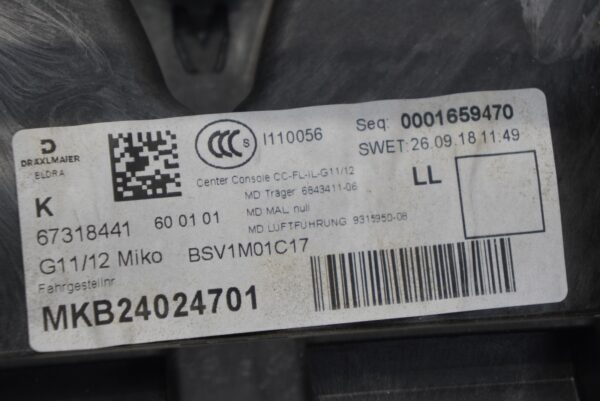 DRÄXLMAIER
ELDRA
CCC S
I110056
Seq: 0001659470
SWET: 26.09.18 11:49
Center Console CC-FL-IL-G11/12
MD Träger 6843411-06
MD MAL null
MD LUFTFÜHRUNG 9315950-08
LL
K
67318441 60 01 01
G11/12 Miko BSV1M01C17
Fahrgestellnr
MKB24024701